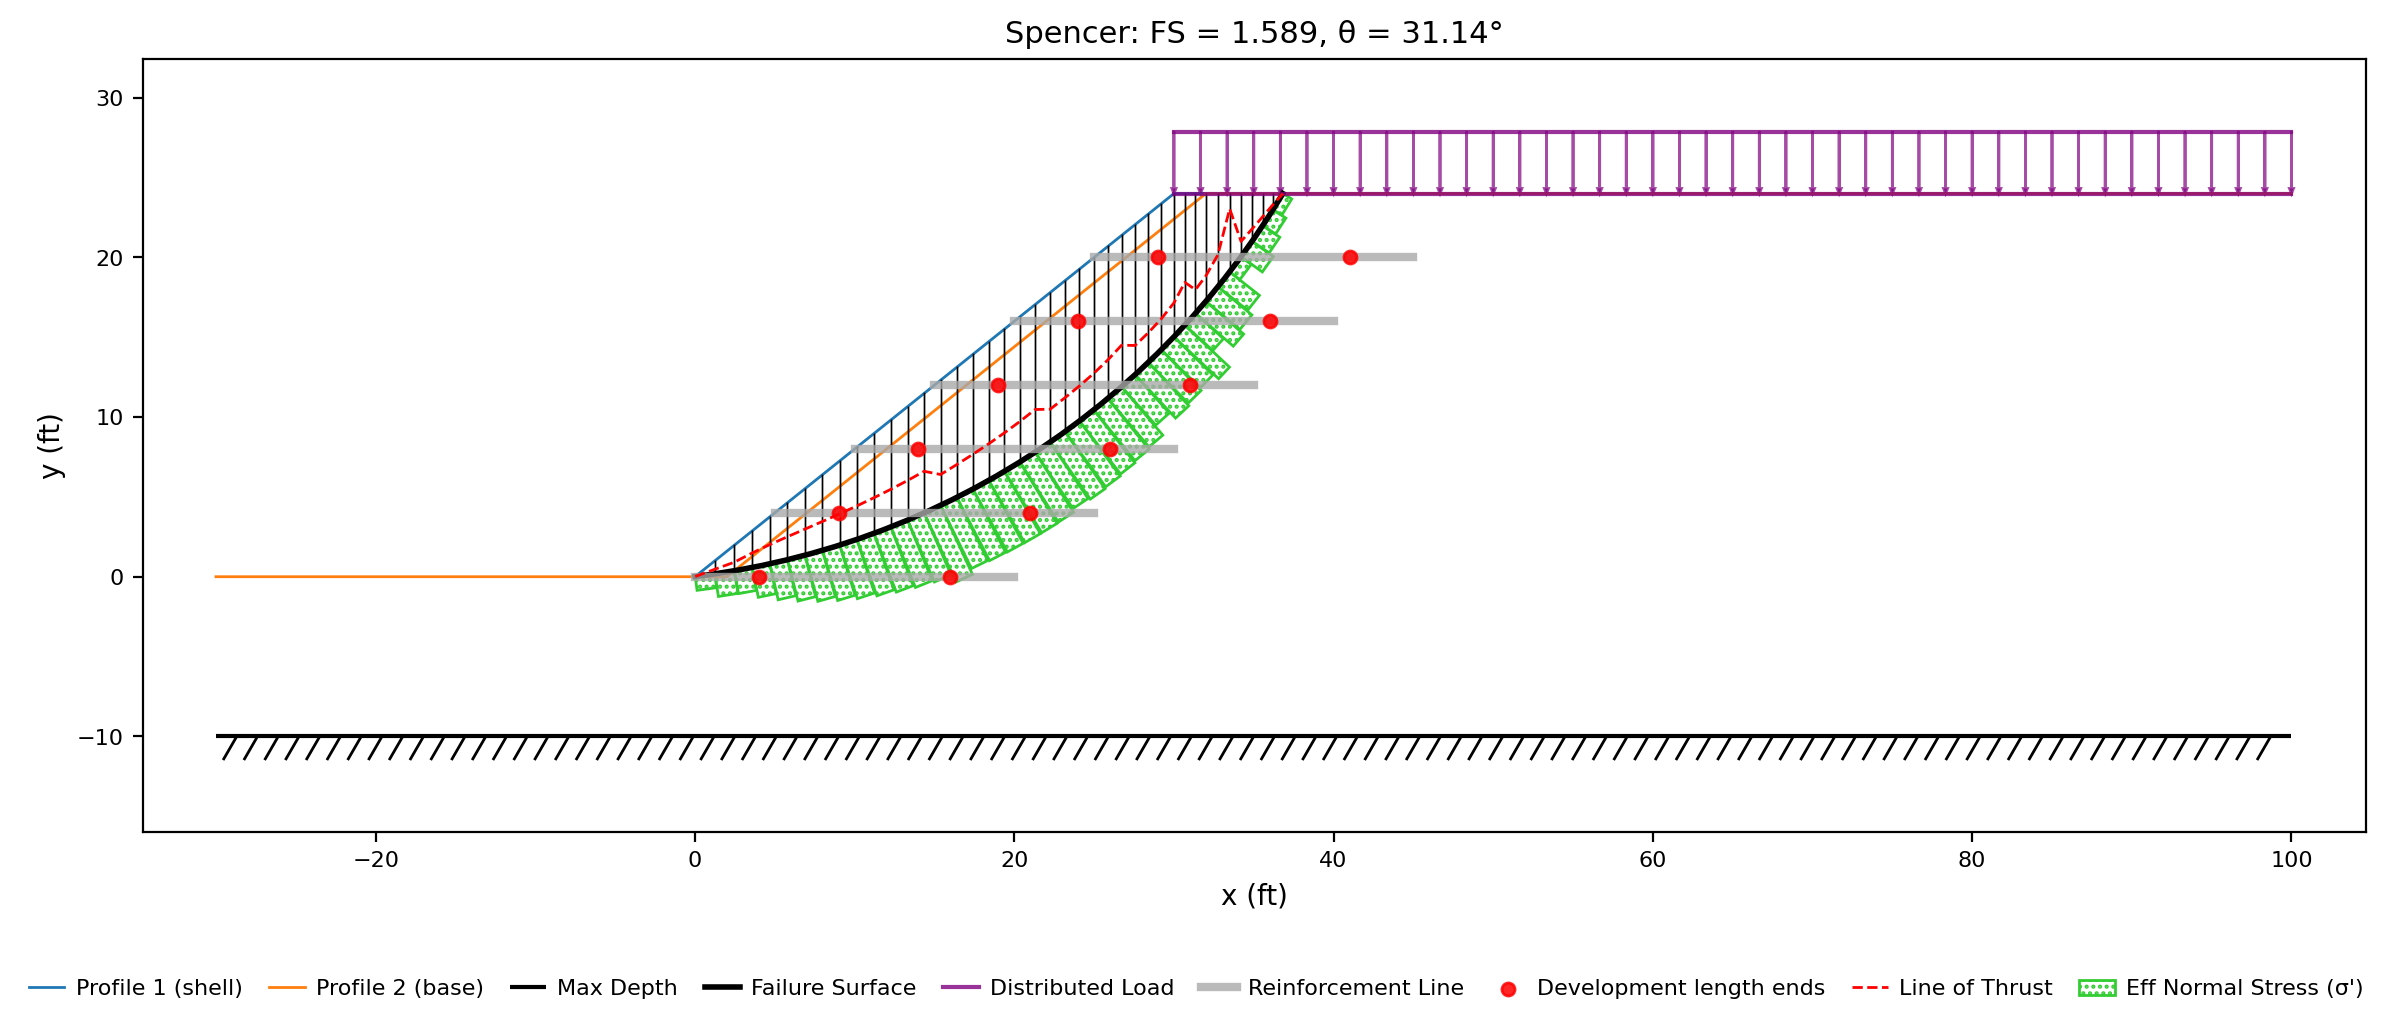 Spencer: FS = 1.589, θ = 31.14°
y (ft)
30
20
10
0
−10
−20
0
20
40
60
80
100
x (ft)
Profile 1 (shell)
Profile 2 (base)
Max Depth
Failure Surface
Distributed Load
Reinforcement Line
Development length ends
Line of Thrust
Eff Normal Stress (σ')